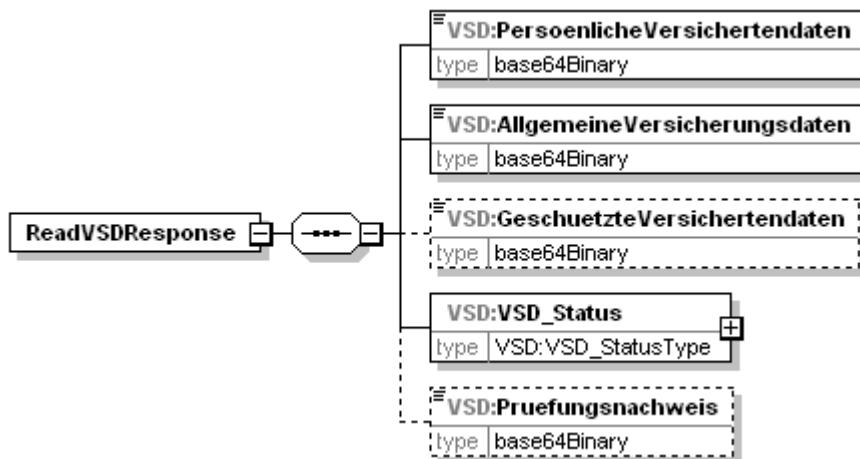 VSD:PersoenlicheVersichertendaten
type base64Binary
VSD:AllgemeineVersicherungsdaten
type base64Binary
ReadVSDResponse
VSD:GeschuetzteVersichertendaten
type base64Binary
VSD:VSD_Status
type VSD:VSD_StatusType
VSD:Pruefungsnachweis
type base64Binary